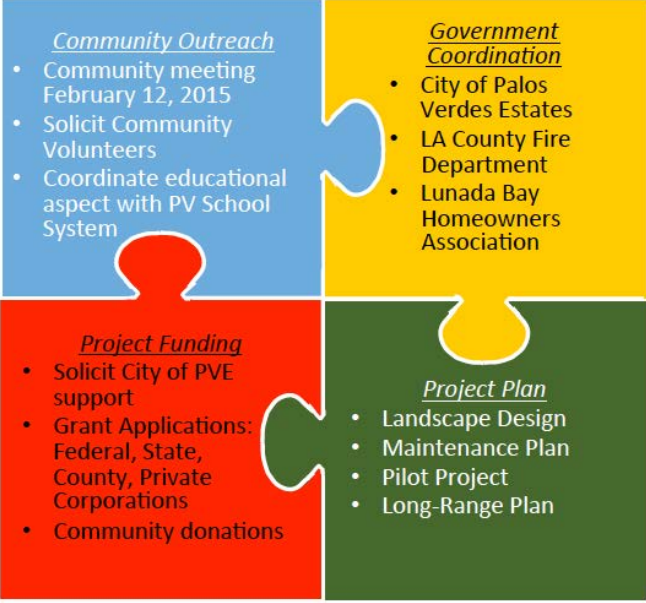 Community Outreach
• Community meeting
February 12, 2015
• Solicit Community
Volunteers
• Coordinate educational
aspect with PV School
System
Government
Coordination
• City of Palos
Verdes Estates
• LA County Fire
Department
• Lunada Bay
Homeowners
Association
Project Funding
• Solicit City of PVE
support
• Grant Applications:
Federal, State,
County, Private
Corporations
• Community donations
Project Plan
• Landscape Design
• Maintenance Plan
• Pilot Project
• Long-Range Plan